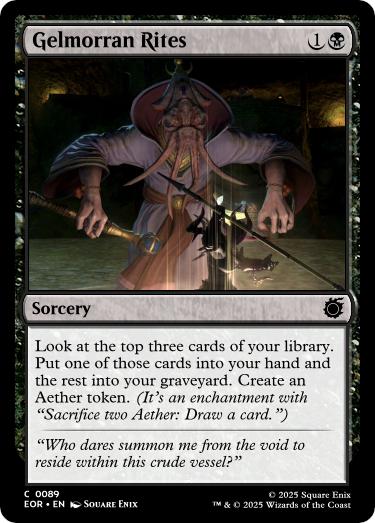 Gelmorran Rites 1
Sorcery
Look at the top three cards of your library.
Put one of those cards into your hand and
the rest into your graveyard. Create an
Aether token. (It's an enchantment with
“Sacrifice two Aether: Draw a card.”)
“Who dares summon me from the void to
reside within this crude vessel?”
C 0089
EOR • EN SQUARE ENIX
© 2025 Square Enix
™ & © 2025 Wizards of the Coast